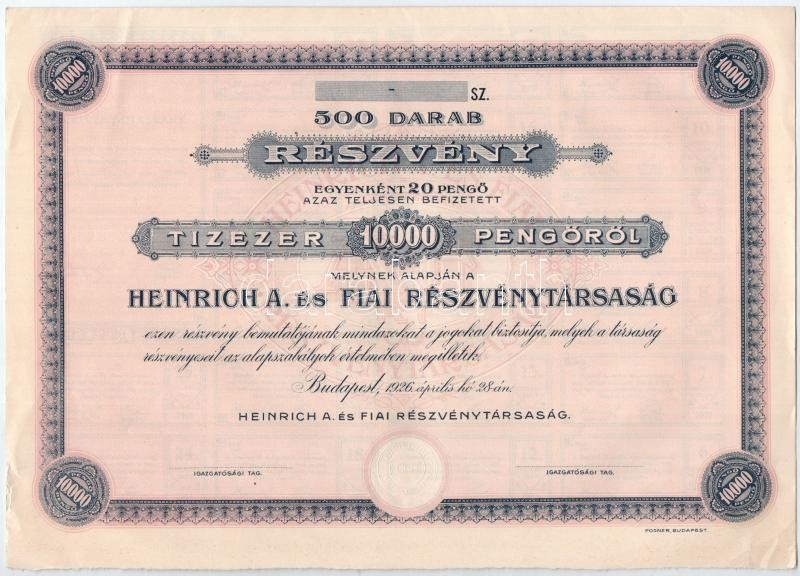 10000
10000
- SZ.
500 DARAB
RÉSZVÉNY
EGYENKÉNT 20 PENGŐ
AZAZ TELJESEN BEFIZETETT
TIZEZER 10000 PENGŐRŐL
MELYNEK ALAPJÁN A
HEINRICH A. ÉS FIAI RÉSZVÉNYTÁRSASÁG
ezen részvény bemutatójának mindazokat a jogokat biztosítja, melyek a társaság
részvényeseit az alapszabályok értelmében megilletik.
Budapest, 1926. április hó 28-án.
HEINRICH A. ÉS FIAI RÉSZVÉNYTÁRSASÁG.
IGAZGATÓSÁGI TAG.
IGAZGATÓSÁGI TAG.
10000
10000
POSNER, BUDAPEST.